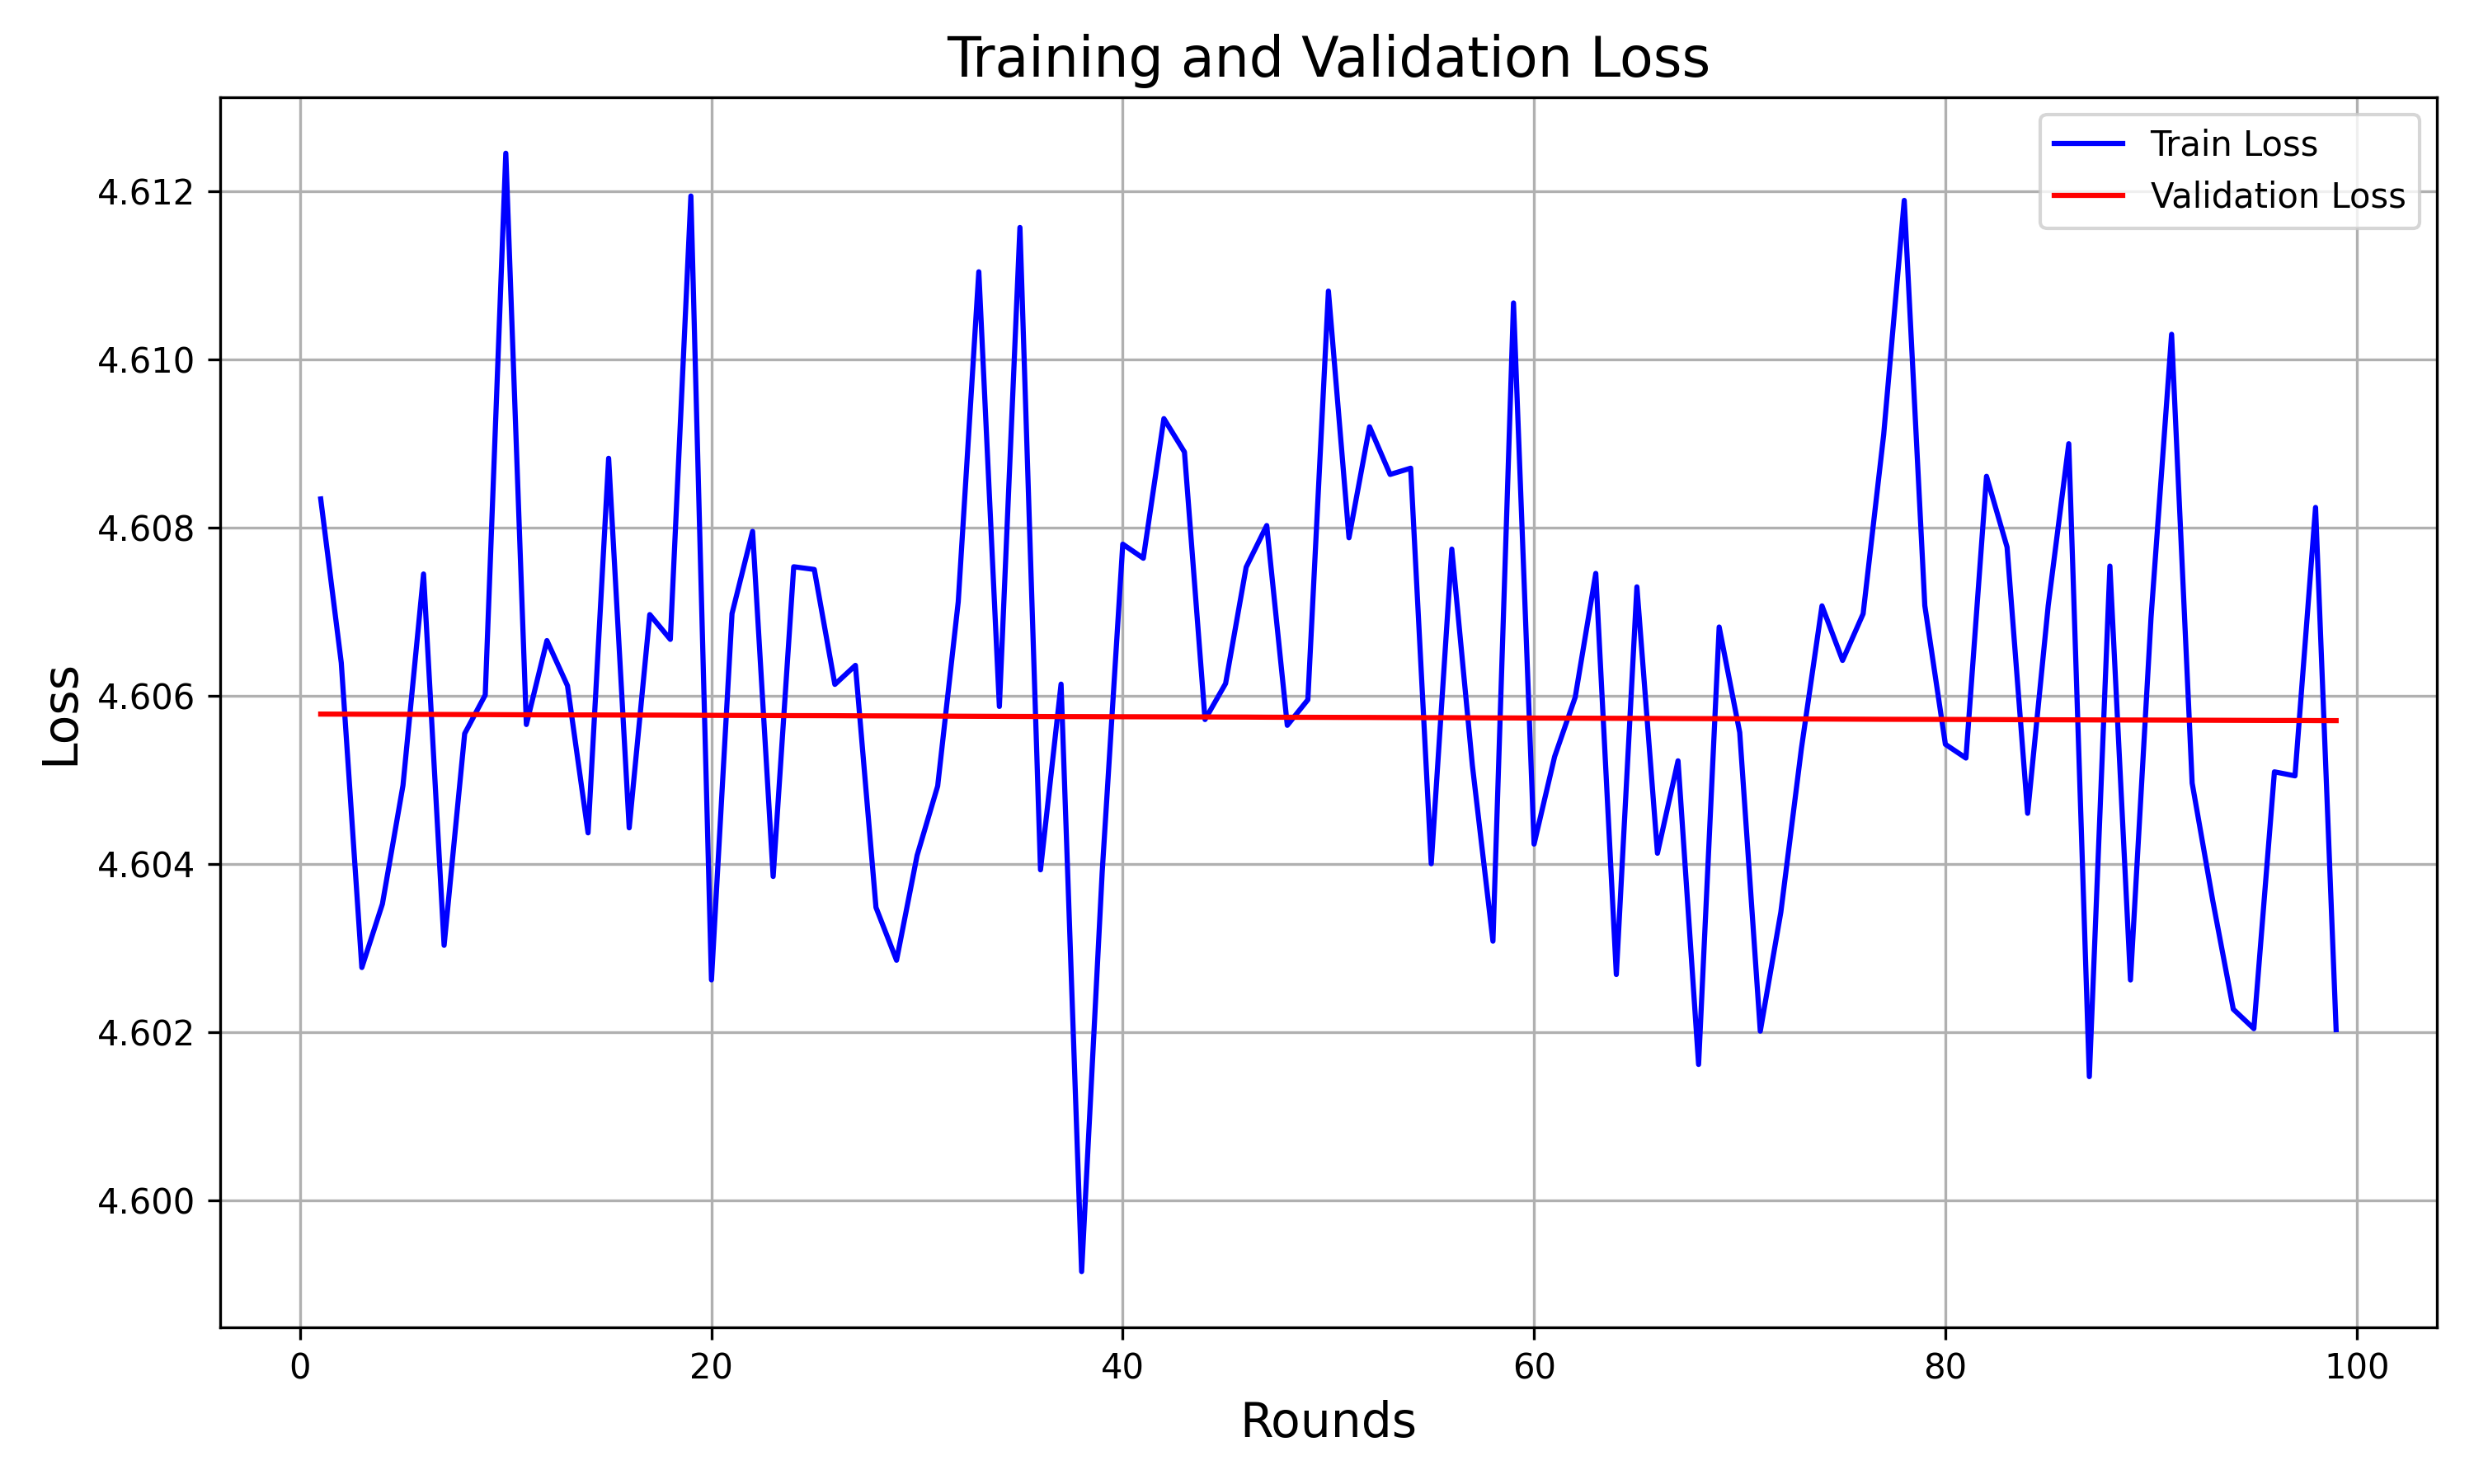 Training and Validation Loss
Train Loss
Validation Loss
4.612
4.610
4.608
4.606
4.604
4.602
4.600
Loss
0 20 40 60 80 100
Rounds